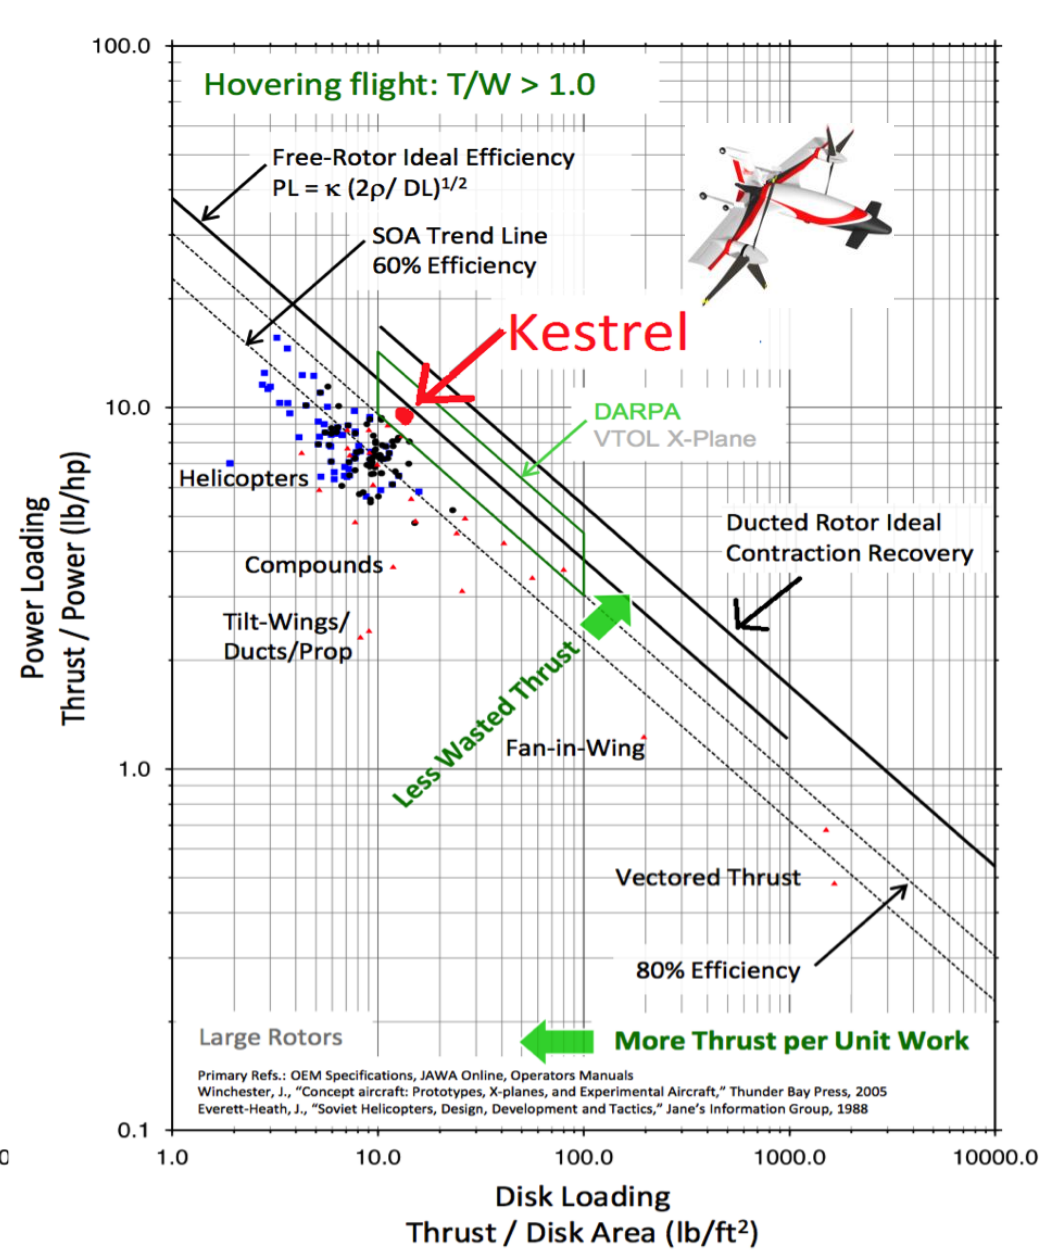 100.0
Hovering flight: T/W > 1.0
Free-Rotor Ideal Efficiency
PL = κ (2ρ/ DL)1/2
SOA Trend Line
60% Efficiency
Kestrel
10.0
DARPA
VTOL X-Plane
Helicopters
Ducted Rotor Ideal
Contraction Recovery
Compounds
Tilt-Wings/
Ducts/Prop
Less Wasted Thrust
Fan-in-Wing
1.0
Vectored Thrust
80% Efficiency
Large Rotors
More Thrust per Unit Work
Primary Refs.: OEM Specifications, JAWA Online, Operators Manuals
Winchester, J., “Concept aircraft: Prototypes, X-planes, and Experimental Aircraft,” Thunder Bay Press, 2005
Everett-Heath, J., “Soviet Helicopters, Design, Development and Tactics,” Jane’s Information Group, 1988
0.1
1.0 10.0 100.0 1000.0 10000.0
Disk Loading
Thrust / Disk Area (lb/ft²)
Power Loading
Thrust / Power (lb/hp)